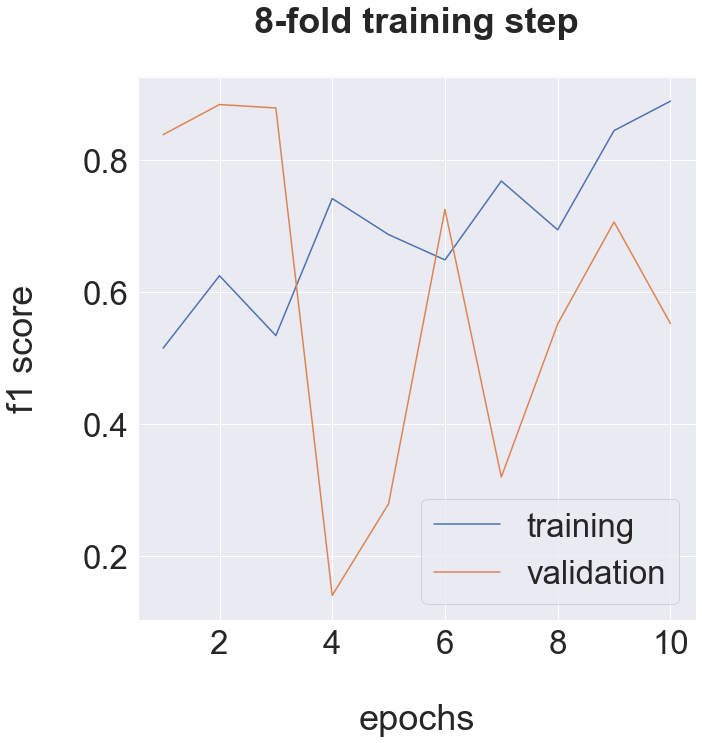 8-fold training step
f1 score
0.8
0.6
0.4
0.2
training
validation
2 4 6 8 10
epochs